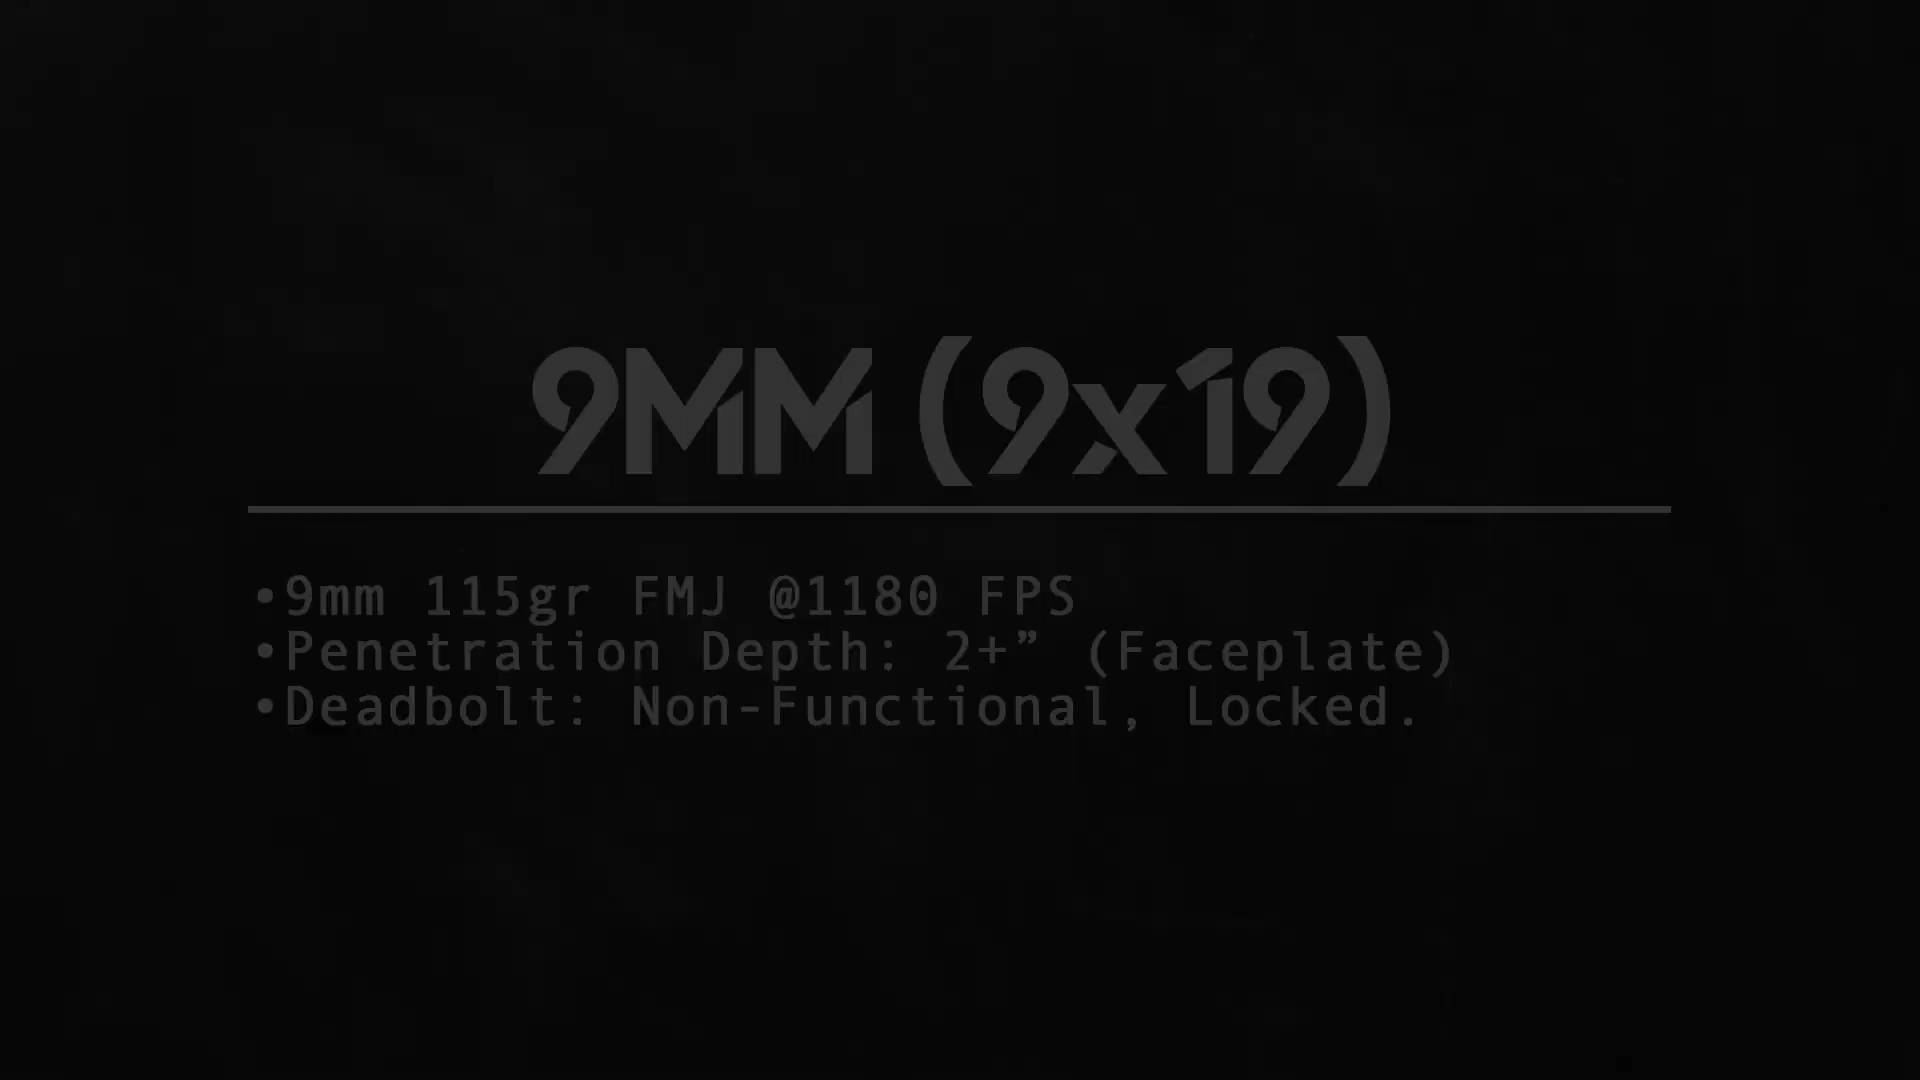 9MM (9x19)
•9mm 115gr FMJ @1180 FPS
•Penetration Depth: 2+” (Faceplate)
•Deadbolt: Non-Functional, Locked.